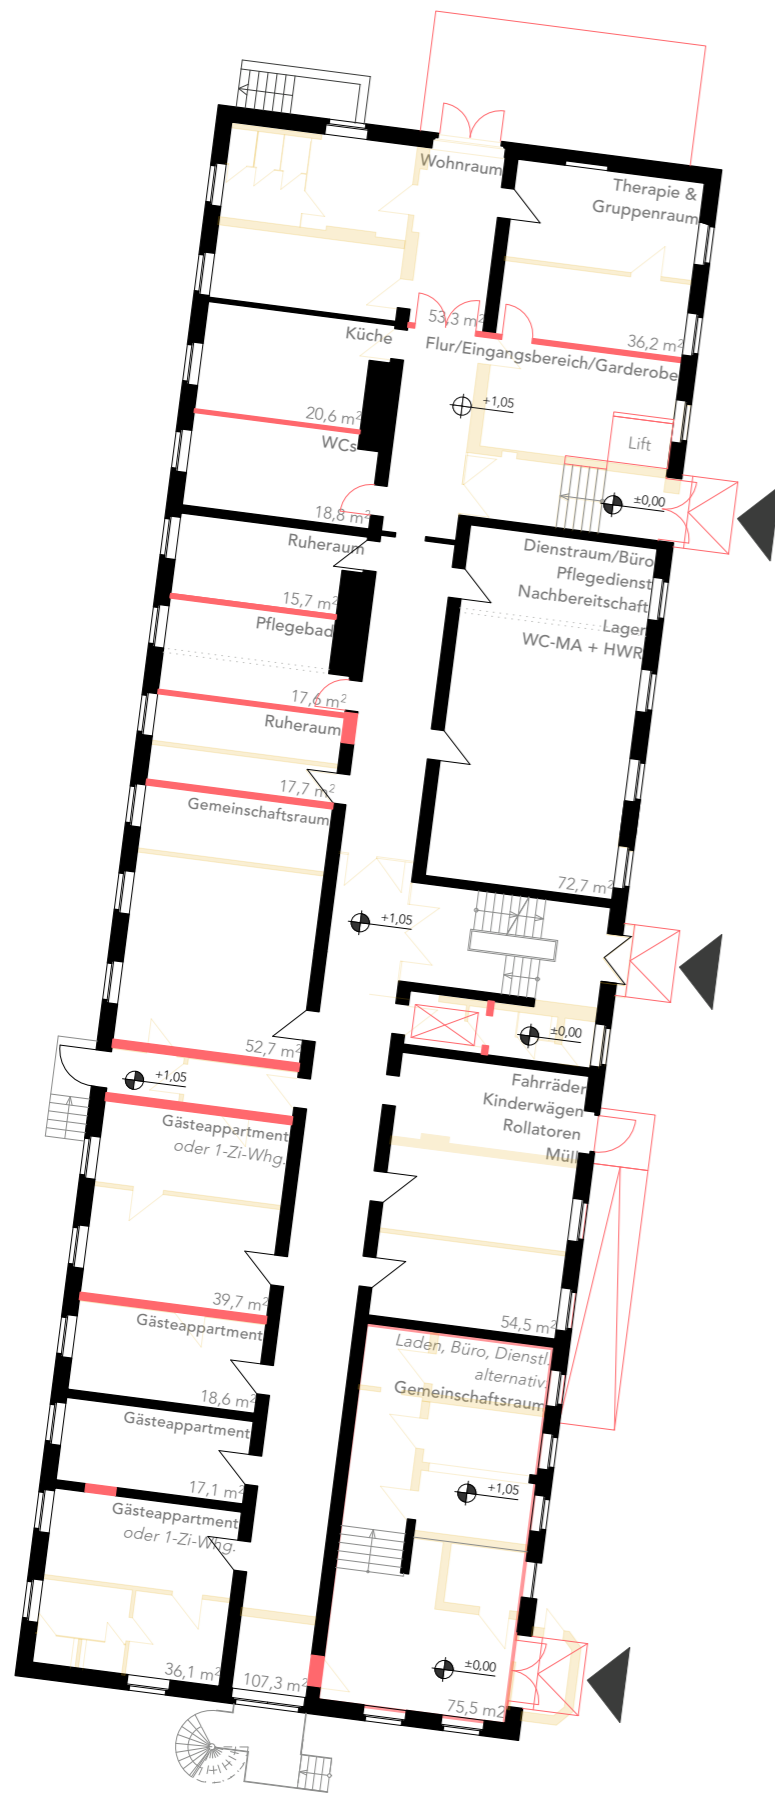 Wohnraum
Therapie &
Gruppenraum
53,3 m²
36,2 m²
Küche
Flur/Eingangsbereich/Garderobe
+1,05
20,6 m²
WCs
Lift
±0,00
18,8 m²
Ruheraum
Dienstraum/Büro
Pflegedienst
Nachbereitschaft
Lager
WC-MA + HWR
15,7 m²
Pflegebad
17,6 m²
Ruheraum
17,7 m²
Gemeinschaftsraum
72,7 m²
+1,05
±0,00
52,7 m²
+1,05
Fahrräder
Kinderwägen
Rollatoren
Müll
Gästeappartment
oder 1-Zi-Whg.
39,7 m²
Gästeappartment
54,5 m²
Laden, Büro, Dienstl.
alternativ:
Gemeinschaftsraum
18,6 m²
Gästeappartment
17,1 m²
+1,05
Gästeappartment
oder 1-Zi-Whg.
36,1 m²
107,3 m²
±0,00
75,5 m2